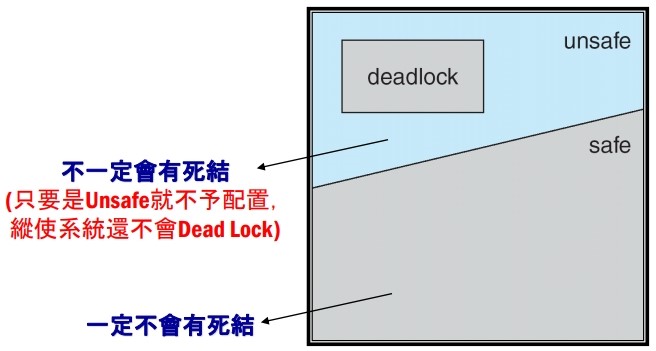 unsafe
deadlock
safe
不一定會有死結
(只要是Unsafe就不予配置,
縱使系統還不會Dead Lock)
一定不會有死結